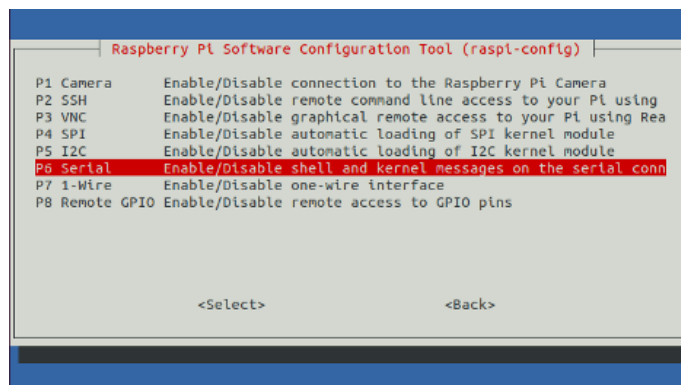 Raspberry Pi Software Configuration Tool (raspi-config)
P1 Camera Enable/Disable connection to the Raspberry Pi Camera
P2 SSH Enable/Disable remote command line access to your Pi using
P3 VNC Enable/Disable graphical remote access to your Pi using Rea
P4 SPI Enable/Disable automatic loading of SPI kernel module
P5 I2C Enable/Disable automatic loading of I2C kernel module
P6 Serial Enable/Disable shell and kernel messages on the serial conn
P7 1-Wire Enable/Disable one-wire interface
P8 Remote GPIO Enable/Disable remote access to GPIO pins
<Select> <Back>